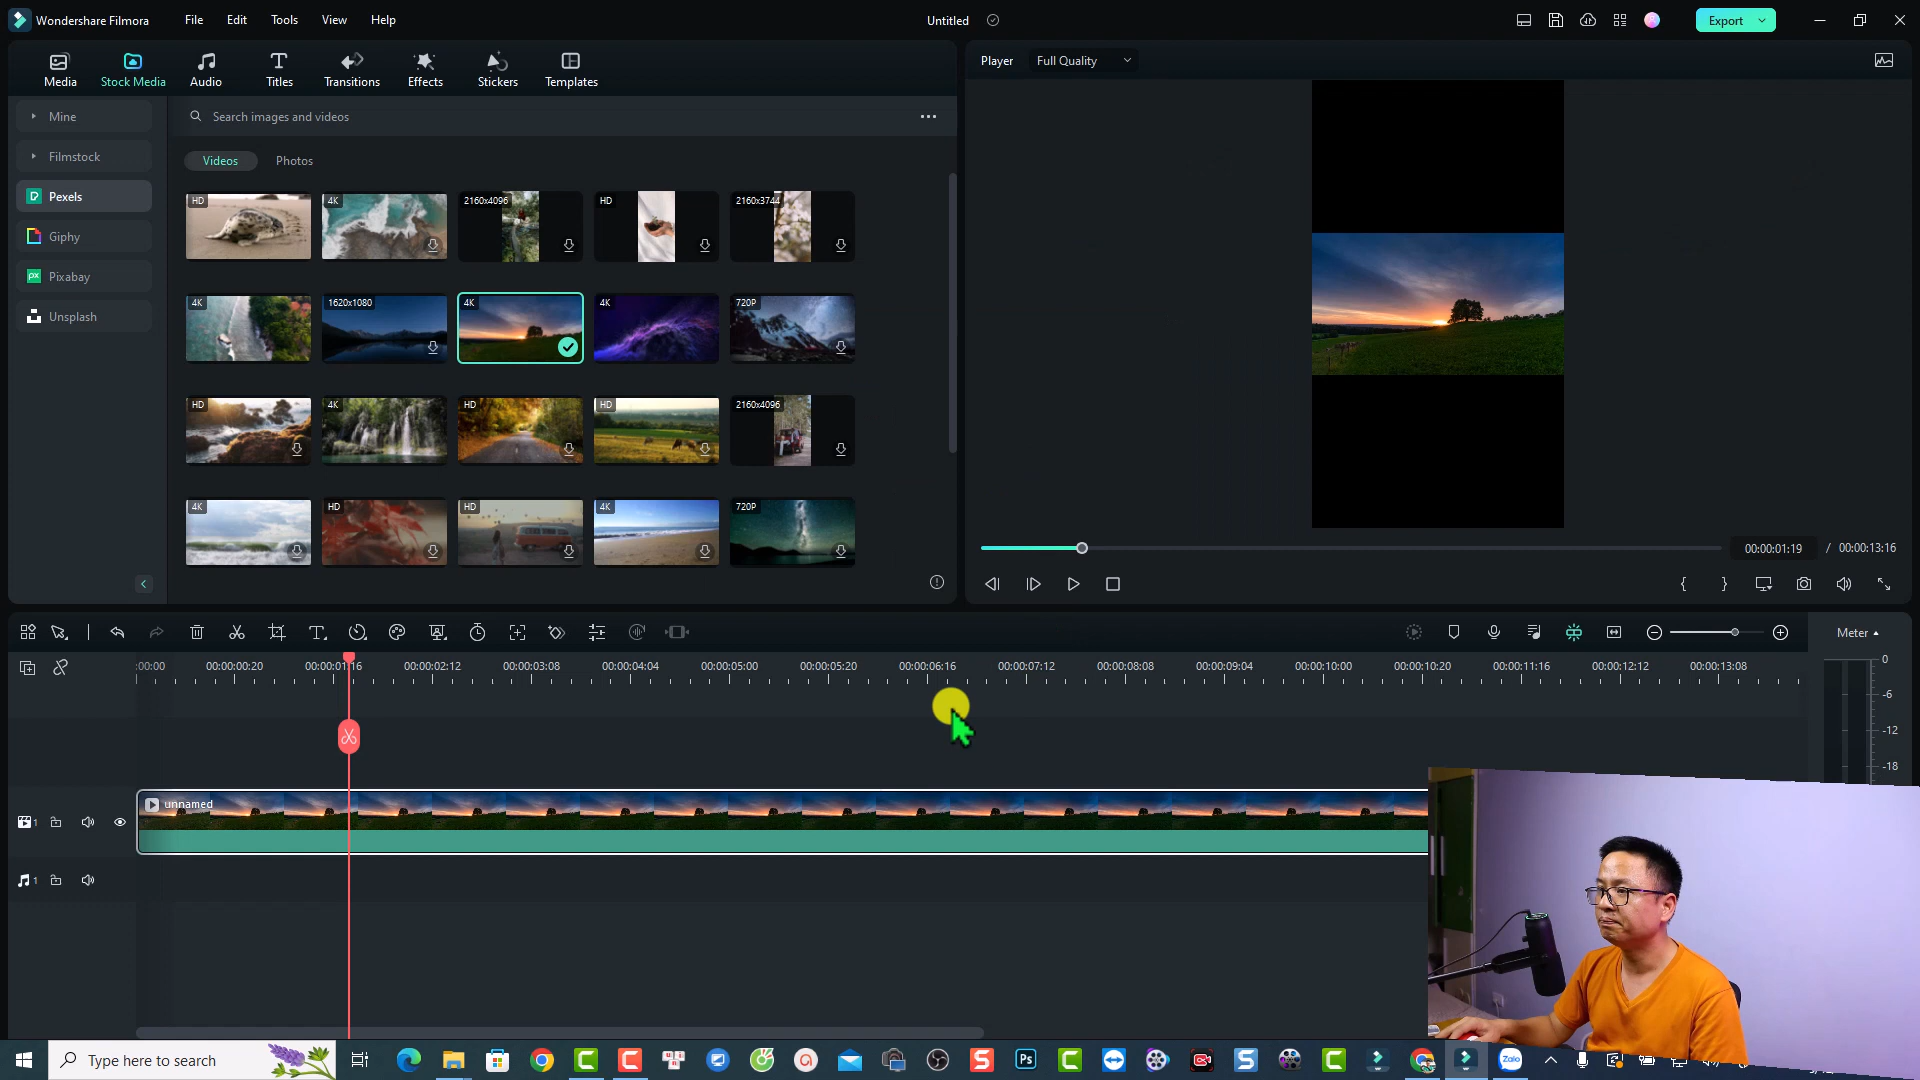 Wondershare Filmora
File
Edit
Tools
View
Help
Untitled
Export
Media
Stock Media
Audio
Titles
Transitions
Effects
Stickers
Templates
Player
Full Quality
Mine
Filmstock
Pexels
Giphy
Pixabay
Unsplash
Search images and videos
Videos
Photos
HD
4K
2160x4096
HD
2160x3744
4K
1620x1080
4K
4K
720P
HD
4K
HD
HD
2160x4096
4K
HD
HD
4K
720P
00:00:01:19 / 00:00:13:16
Meter
:00:00
00:00:00:20
00:00:01:16
00:00:02:12
00:00:03:08
00:00:04:04
00:00:05:00
00:00:05:20
00:00:06:16
00:00:07:12
00:00:08:08
00:00:09:04
00:00:10:00
00:00:10:20
00:00:11:16
00:00:12:12
00:00:13:08
0
-6
-12
-18
unnamed
1
1
Type here to search
Ps
Zalo